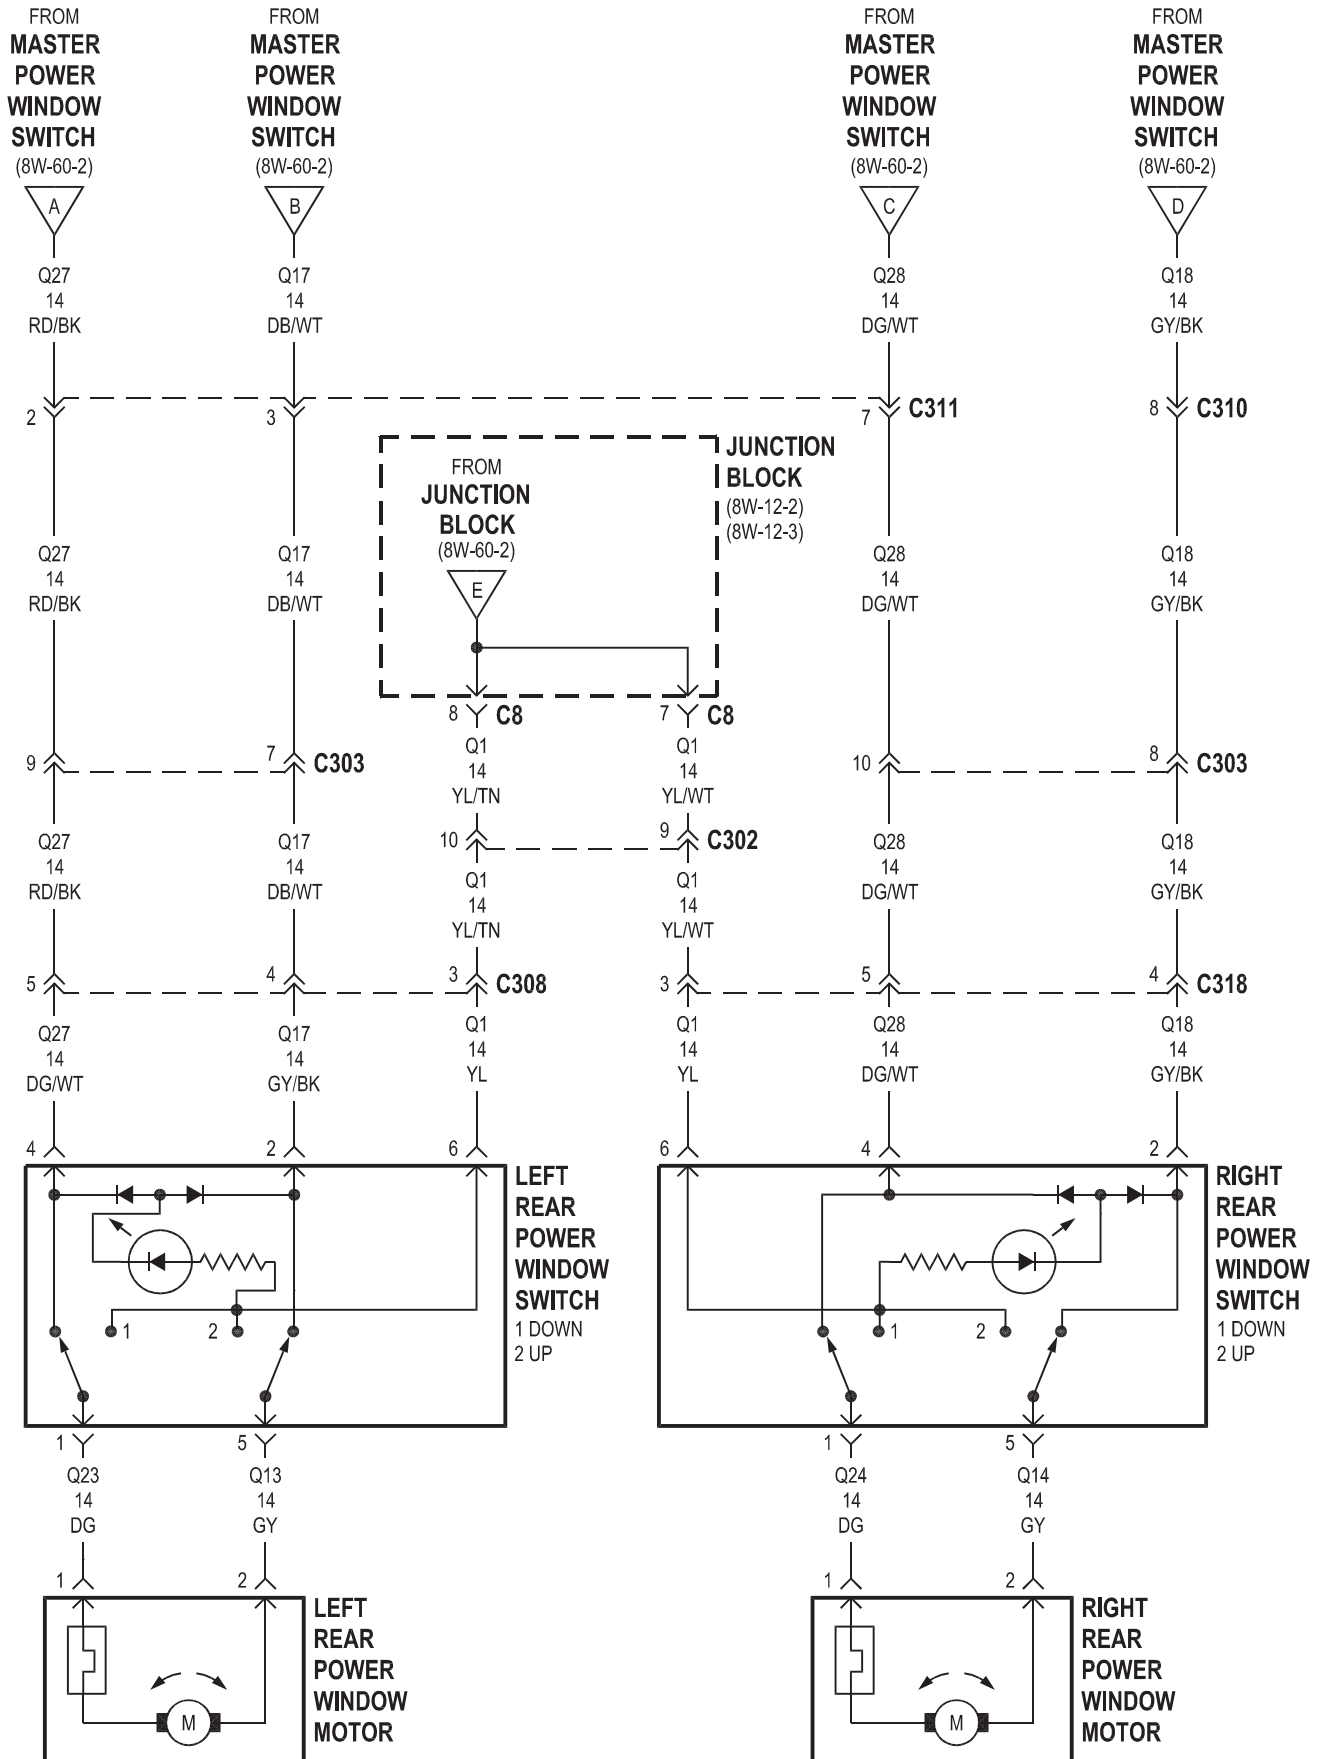 FROM
MASTER
POWER
WINDOW
SWITCH
(8W-60-2)
A
FROM
MASTER
POWER
WINDOW
SWITCH
(8W-60-2)
B
FROM
MASTER
POWER
WINDOW
SWITCH
(8W-60-2)
C
FROM
MASTER
POWER
WINDOW
SWITCH
(8W-60-2)
D
Q27
14
RD/BK
Q17
14
DB/WT
Q28
14
DG/WT
Q18
14
GY/BK
2
3
7
C311
8
C310
JUNCTION
BLOCK
(8W-12-2)
(8W-12-3)
FROM
JUNCTION
BLOCK
(8W-60-2)
E
Q27
14
RD/BK
Q17
14
DB/WT
Q28
14
DG/WT
Q18
14
GY/BK
8
C8
7
C8
Q1
14
YL/TN
Q1
14
YL/WT
9
7
C303
10
8
C303
10
9
C302
Q27
14
RD/BK
Q17
14
DB/WT
Q1
14
YL/TN
Q1
14
YL/WT
Q28
14
DG/WT
Q18
14
GY/BK
5
4
3
C308
3
5
4
C318
Q27
14
DG/WT
Q17
14
GY/BK
Q1
14
YL
Q1
14
YL
Q28
14
DG/WT
Q18
14
GY/BK
4
2
6
6
4
2
LEFT
REAR
POWER
WINDOW
SWITCH
1 DOWN
2 UP
1
2
RIGHT
REAR
POWER
WINDOW
SWITCH
1 DOWN
2 UP
1
2
1
5
1
5
Q23
14
DG
Q13
14
GY
Q24
14
DG
Q14
14
GY
1
2
1
2
LEFT
REAR
POWER
WINDOW
MOTOR
M
RIGHT
REAR
POWER
WINDOW
MOTOR
M